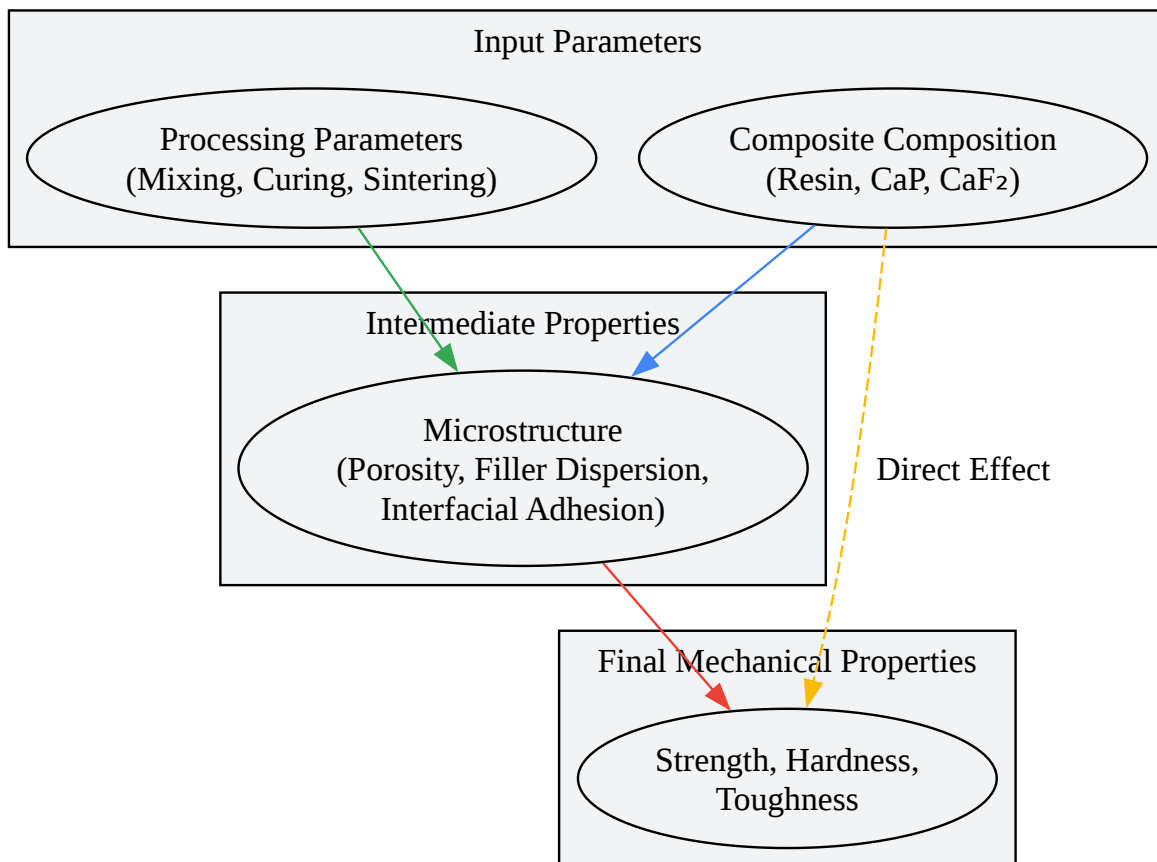 Input Parameters
Processing Parameters
(Mixing, Curing, Sintering)
Composite Composition
(Resin, CaP, CaF₂)
Intermediate Properties
Microstructure
(Porosity, Filler Dispersion,
Interfacial Adhesion)
Direct Effect
Final Mechanical Properties
Strength, Hardness,
Toughness